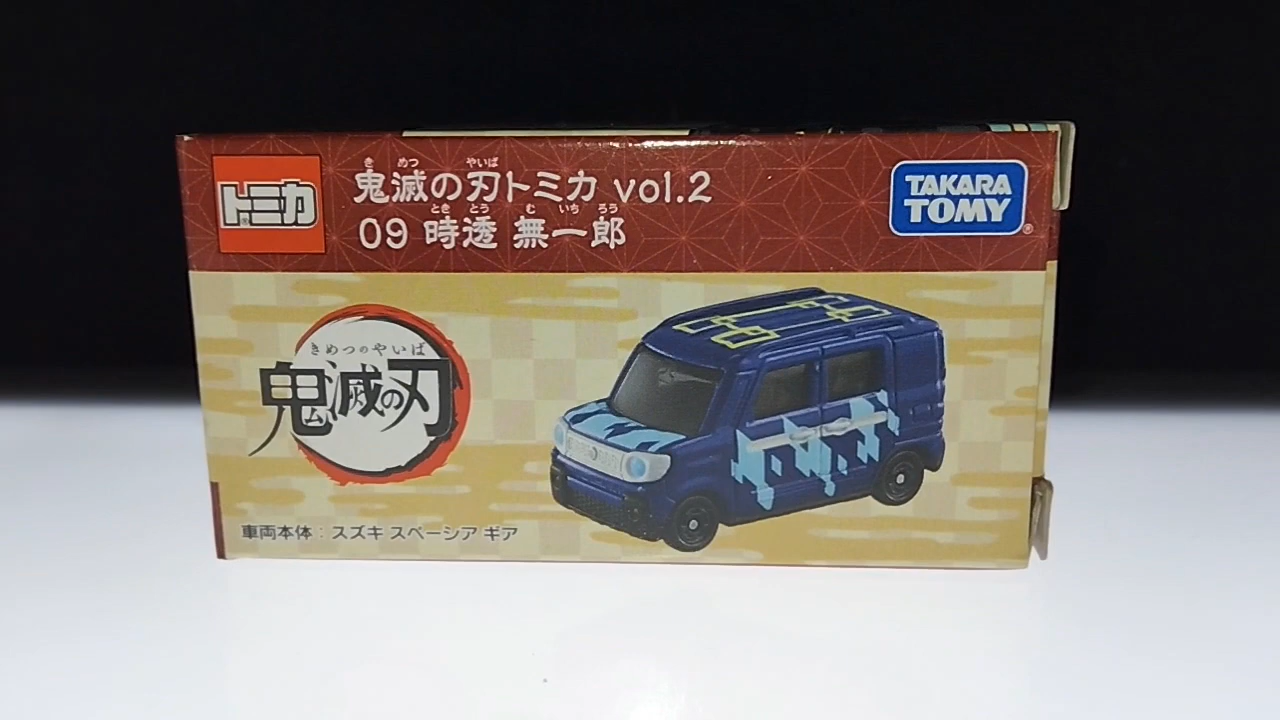 トミカ
きめつ やいば
鬼滅の刃トミカ vol.2
ときとう むいちろう
09 時透 無一郎
TAKARA
TOMY
きめつのやいば
鬼滅の刃
車両本体：スズキ スペーシア ギア